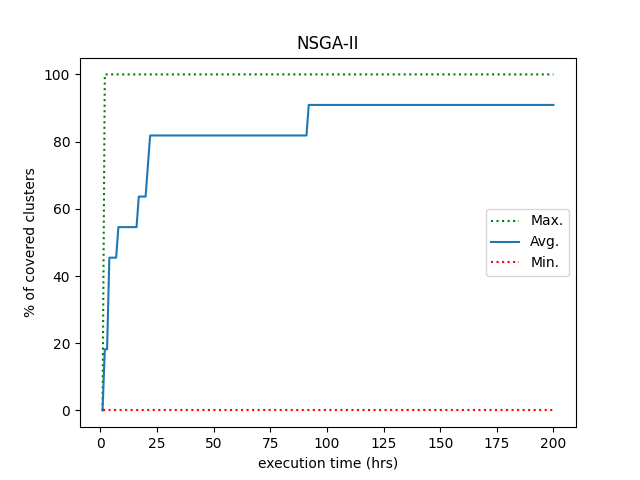 NSGA-II
100
80
60
40
20
0
% of covered clusters
Max.
Avg.
Min.
0 25 50 75 100 125 150 175 200
execution time (hrs)